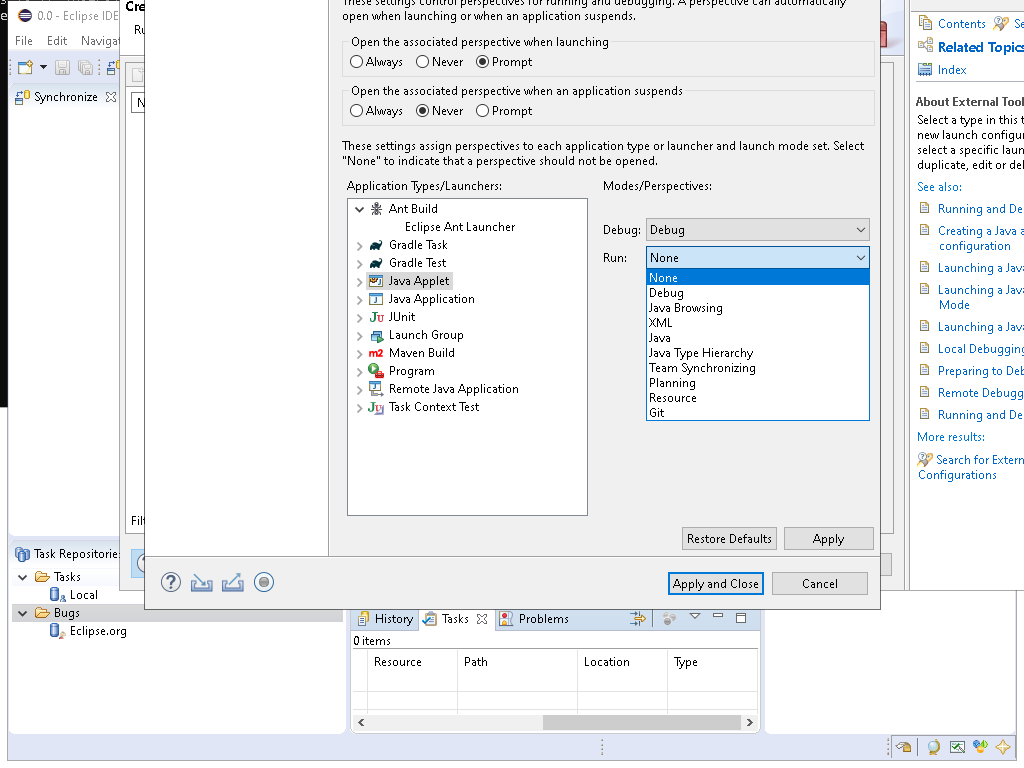 0.0 - Eclipse IDE
File Edit Navigat
Synchronize
Cre
These settings control perspectives for running and debugging. A perspective can automatically
open when launching or when an application suspends.
Open the associated perspective when launching
Always Never Prompt
Open the associated perspective when an application suspends
Always Never Prompt
These settings assign perspectives to each application type or launcher and launch mode set. Select
"None" to indicate that a perspective should not be opened.
Application Types/Launchers:
Modes/Perspectives:
Ant Build
Eclipse Ant Launcher
Gradle Task
Gradle Test
Java Applet
Java Application
JUnit
Launch Group
Maven Build
Program
Remote Java Application
Task Context Test
Debug: Debug
Run: None
None
Debug
Java Browsing
XML
Java
Java Type Hierarchy
Team Synchronizing
Planning
Resource
Git
Restore Defaults Apply
Apply and Close Cancel
Filt
Contents Se
Related Topics
Index
About External Tool
Select a type in this t
new launch configur
select a specific laun
duplicate, edit or del
See also:
Running and De
Creating a Java a
configuration
Launching a Java
Launching a Java
Mode
Launching a Java
Local Debugging
Preparing to Deb
Remote Debugg
Running and De
More results:
Search for Extern
Configurations
Task Repositories
Tasks
Local
Bugs
Eclipse.org
History Tasks Problems
0 items
Resource Path Location Type